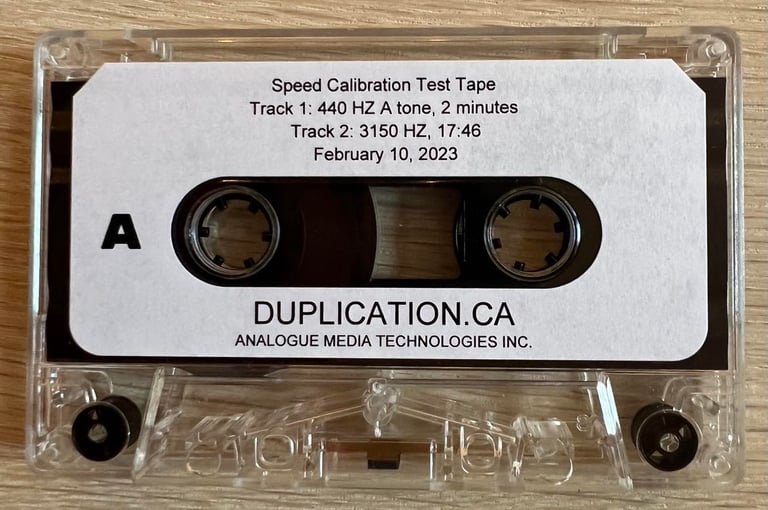 Speed Calibration Test Tape
Track 1: 440 HZ A tone, 2 minutes
Track 2: 3150 HZ, 17:46
February 10, 2023
A
DUPLICATION.CA
ANALOGUE MEDIA TECHNOLOGIES INC.